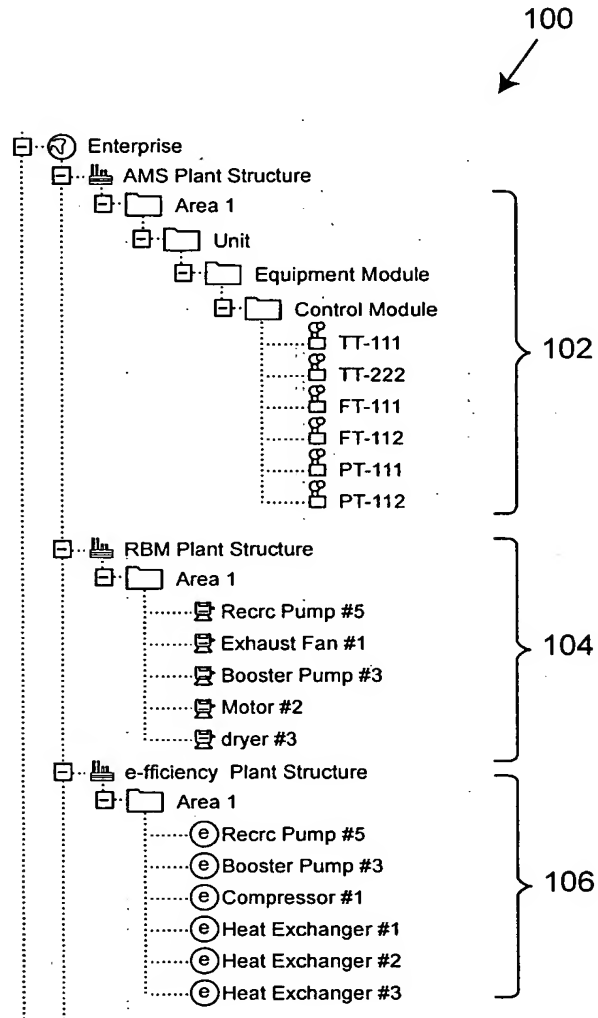 100
Enterprise
AMS Plant Structure
Area 1
Unit
Equipment Module
Control Module
TT-111
TT-222
FT-111
FT-112
PT-111
PT-112
102
RBM Plant Structure
Area 1
Recrc Pump #5
Exhaust Fan #1
Booster Pump #3
Motor #2
dryer #3
104
e-fficiency Plant Structure
Area 1
e Recrc Pump #5
e Booster Pump #3
e Compressor #1
e Heat Exchanger #1
e Heat Exchanger #2
e Heat Exchanger #3
106